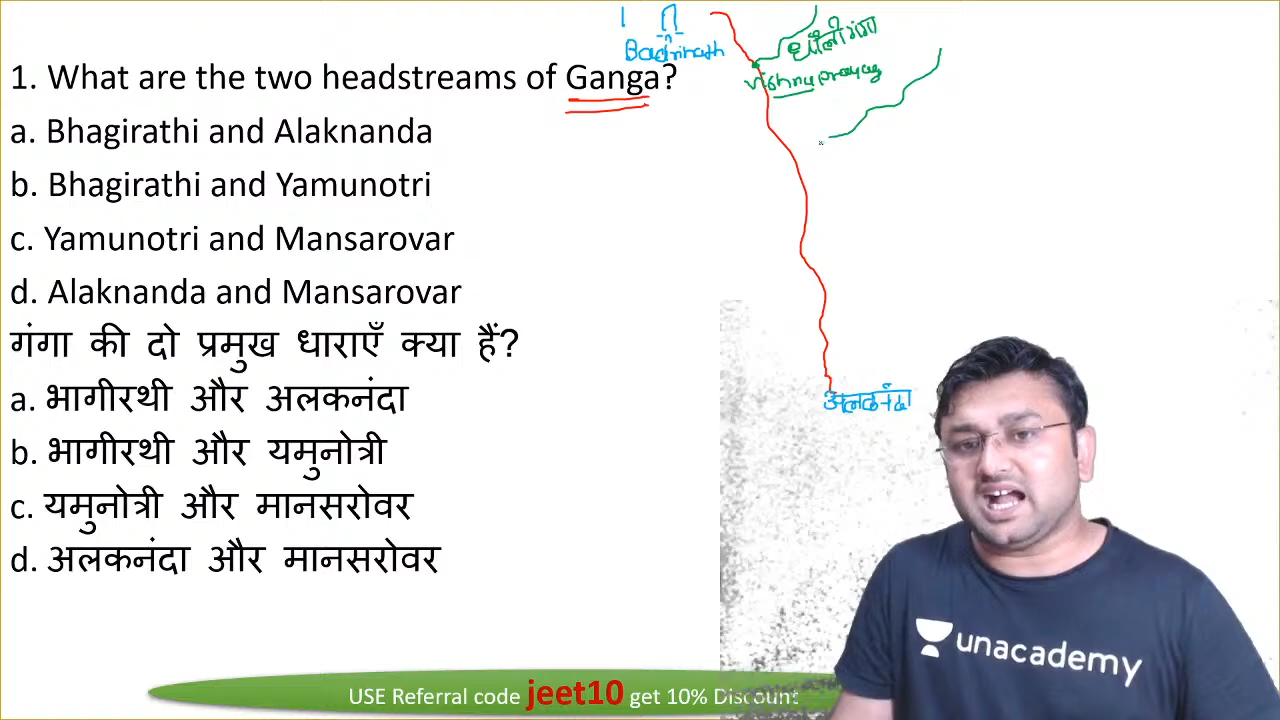 1. What are the two headstreams of Ganga?
a. Bhagirathi and Alaknanda
b. Bhagirathi and Yamunotri
c. Yamunotri and Mansarovar
d. Alaknanda and Mansarovar
गंगा की दो प्रमुख धाराएँ क्या हैं?
a. भागीरथी और अलकनंदा
b. भागीरथी और यमुनोत्री
c. यमुनोत्री और मानसरोवर
d. अलकनंदा और मानसरोवर
Badrinath
धौलीगंगा
Vishnuprayag
अलकनंदा
unacademy
USE Referral code jeet10 get 10% Discount